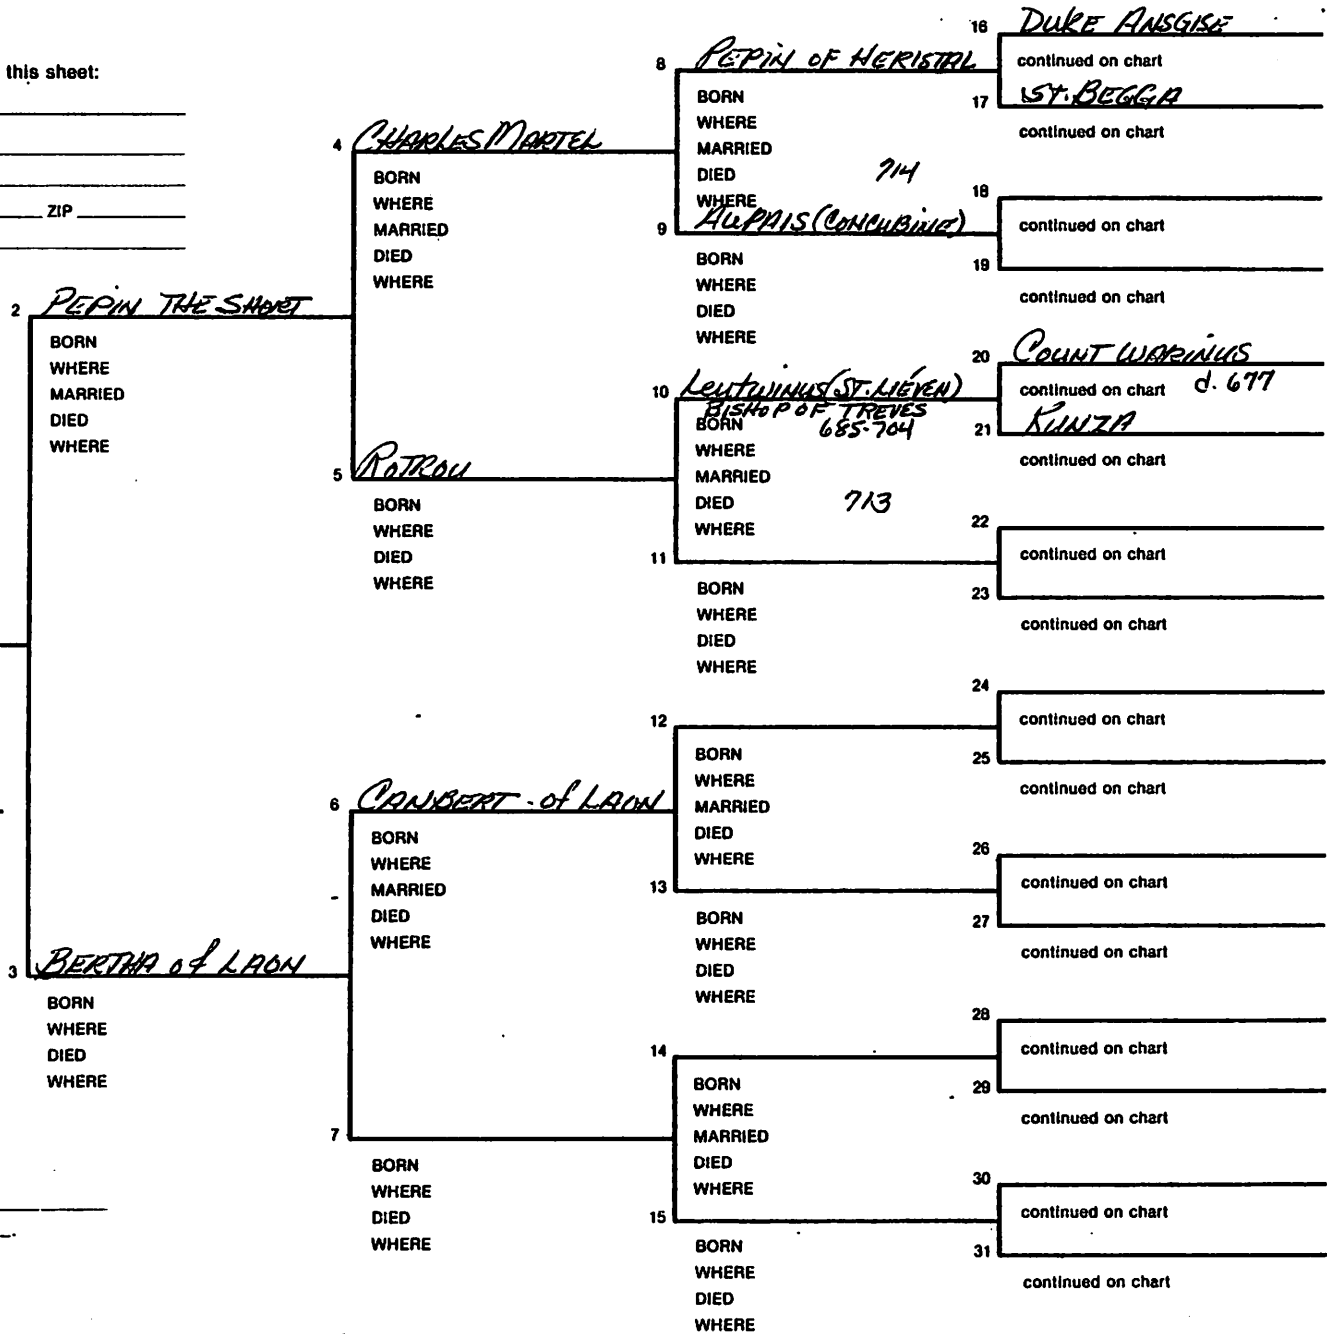 this sheet:
ZIP
2 PEPIN THE SHORT
BORN
WHERE
MARRIED
DIED
WHERE
3 BERTHA of LAON
BORN
WHERE
DIED
WHERE
4 CHARLES MARTEL
BORN
WHERE
MARRIED
DIED
WHERE
5 ROTROU
BORN
WHERE
DIED
WHERE
6 CANBERT - of LAON
BORN
WHERE
MARRIED
DIED
WHERE
7
BORN
WHERE
DIED
WHERE
8 PEPIN OF HERISTAL
BORN
WHERE
MARRIED
DIED 714
WHERE
9 AUPAIS (CONCUBINE)
BORN
WHERE
DIED
WHERE
10 Leutwinus (ST. LIÉVEN)
BISHOP OF TREVES
BORN 685-704
WHERE
MARRIED
DIED 713
WHERE
11
BORN
WHERE
DIED
WHERE
12
BORN
WHERE
MARRIED
DIED
WHERE
13
BORN
WHERE
DIED
WHERE
14
BORN
WHERE
MARRIED
DIED
WHERE
15
BORN
WHERE
DIED
WHERE
16 DUKE ANSGISE
continued on chart
17 ST. BEGGA
continued on chart
18
continued on chart
19
continued on chart
20 COUNT WARINUS
continued on chart d. 677
21 KUNZA
continued on chart
22
continued on chart
23
continued on chart
24
continued on chart
25
continued on chart
26
continued on chart
27
continued on chart
28
continued on chart
29
continued on chart
30
continued on chart
31
continued on chart